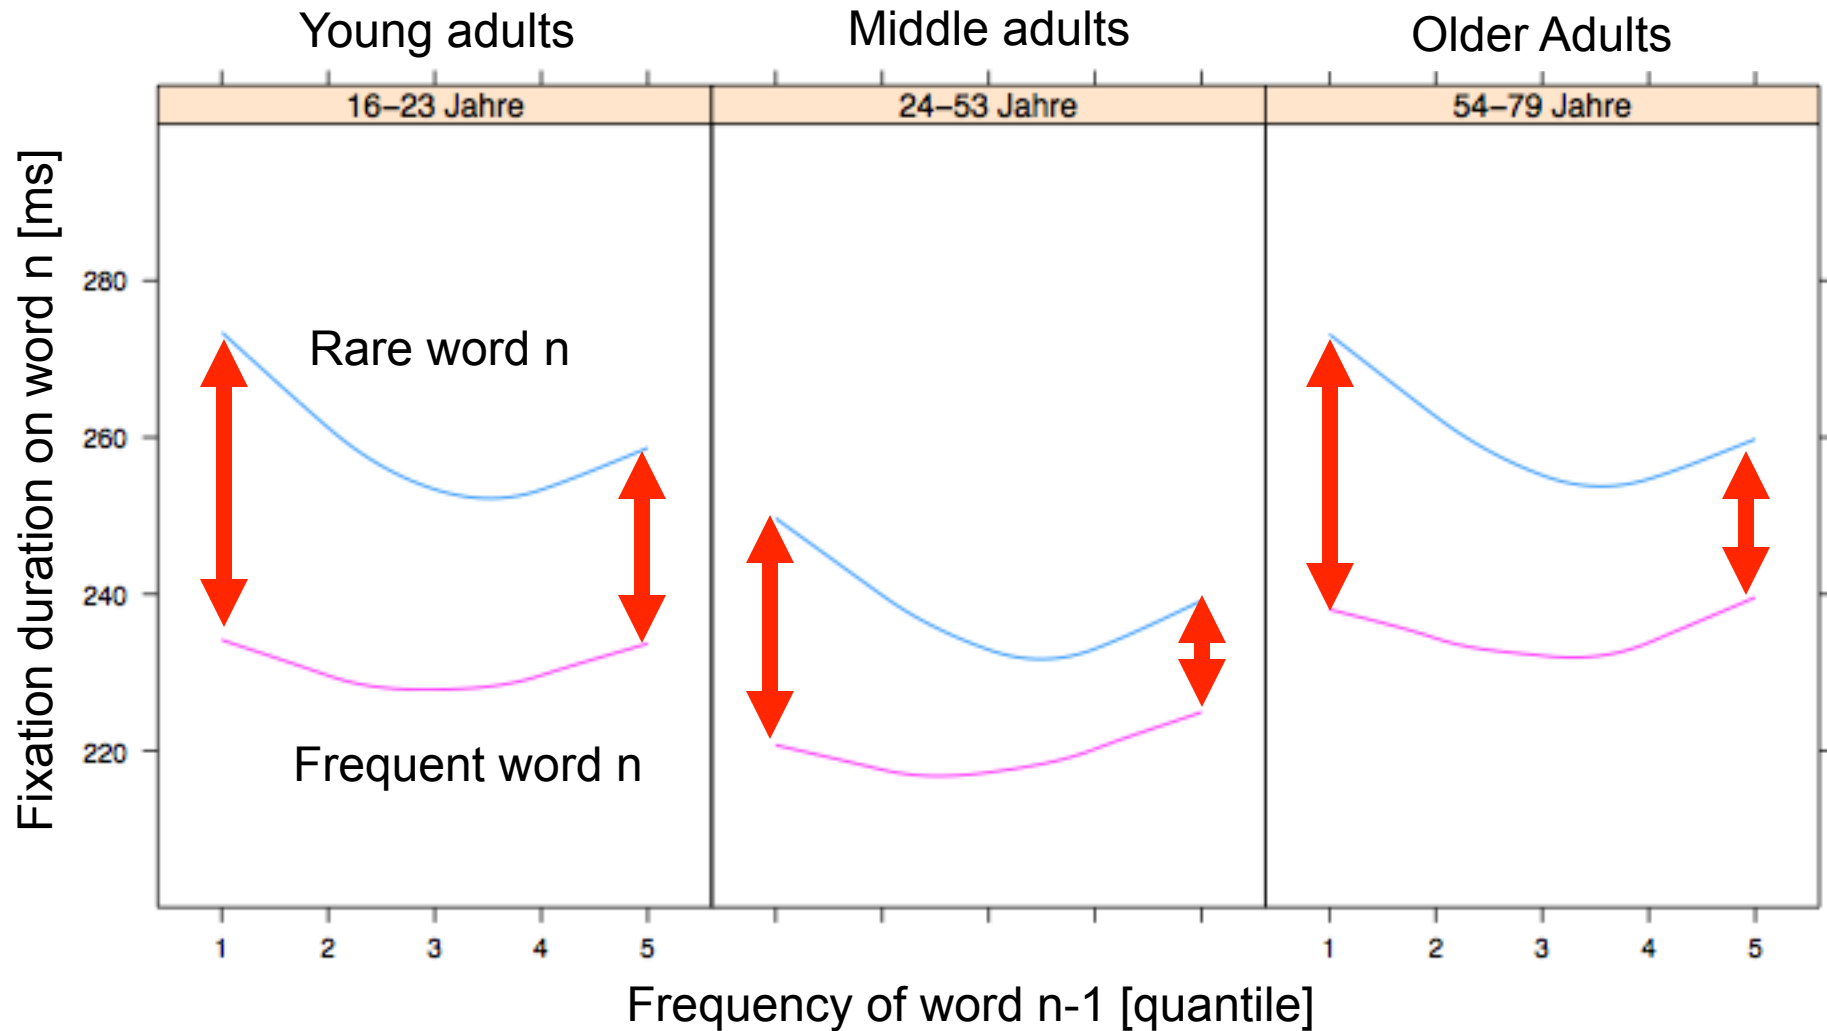 Young adults
Middle adults
Older Adults
16–23 Jahre
24–53 Jahre
54–79 Jahre
Fixation duration on word n [ms]
280
260
240
220
Rare word n
Frequent word n
1 2 3 4 5
1 2 3 4 5
Frequency of word n-1 [quantile]